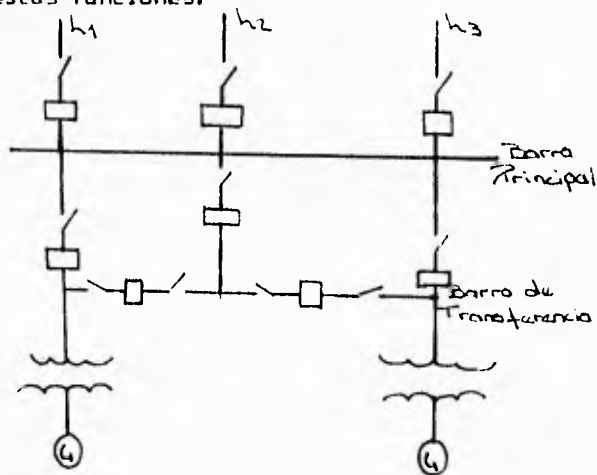 estas funciones.
h1
h2
h3
Barra
Principal
Barra de
Transferencia
G
G